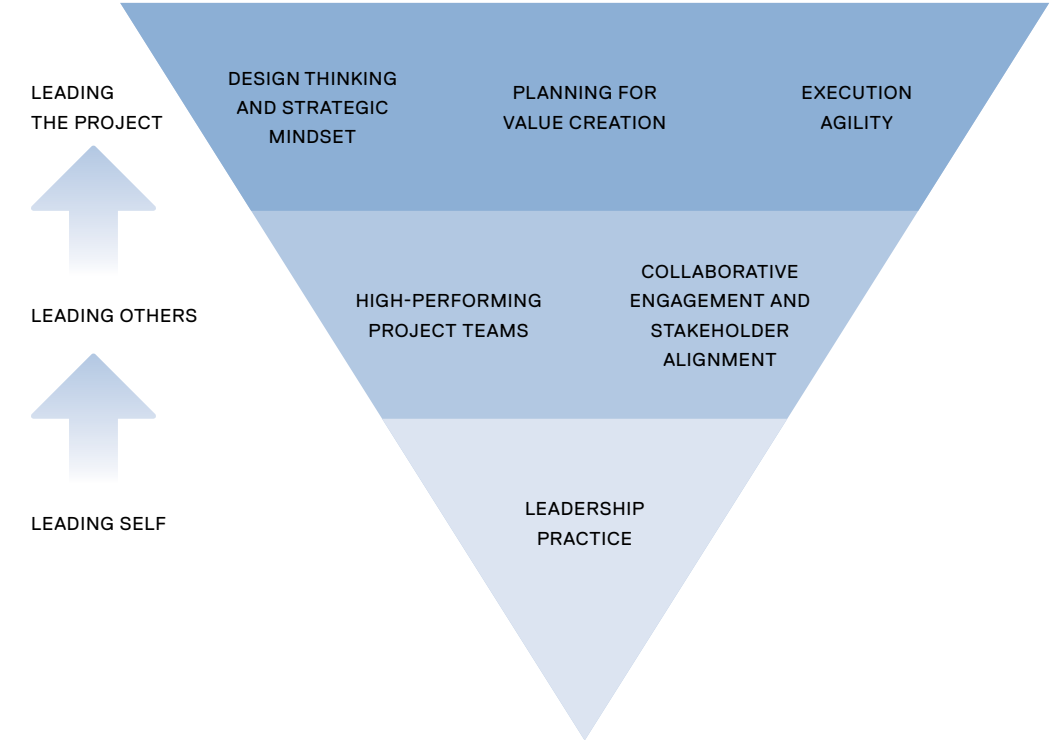 LEADING
THE PROJECT
DESIGN THINKING
AND STRATEGIC
MINDSET
PLANNING FOR
VALUE CREATION
EXECUTION
AGILITY
LEADING OTHERS
HIGH-PERFORMING
PROJECT TEAMS
COLLABORATIVE
ENGAGEMENT AND
STAKEHOLDER
ALIGNMENT
LEADING SELF
LEADERSHIP
PRACTICE